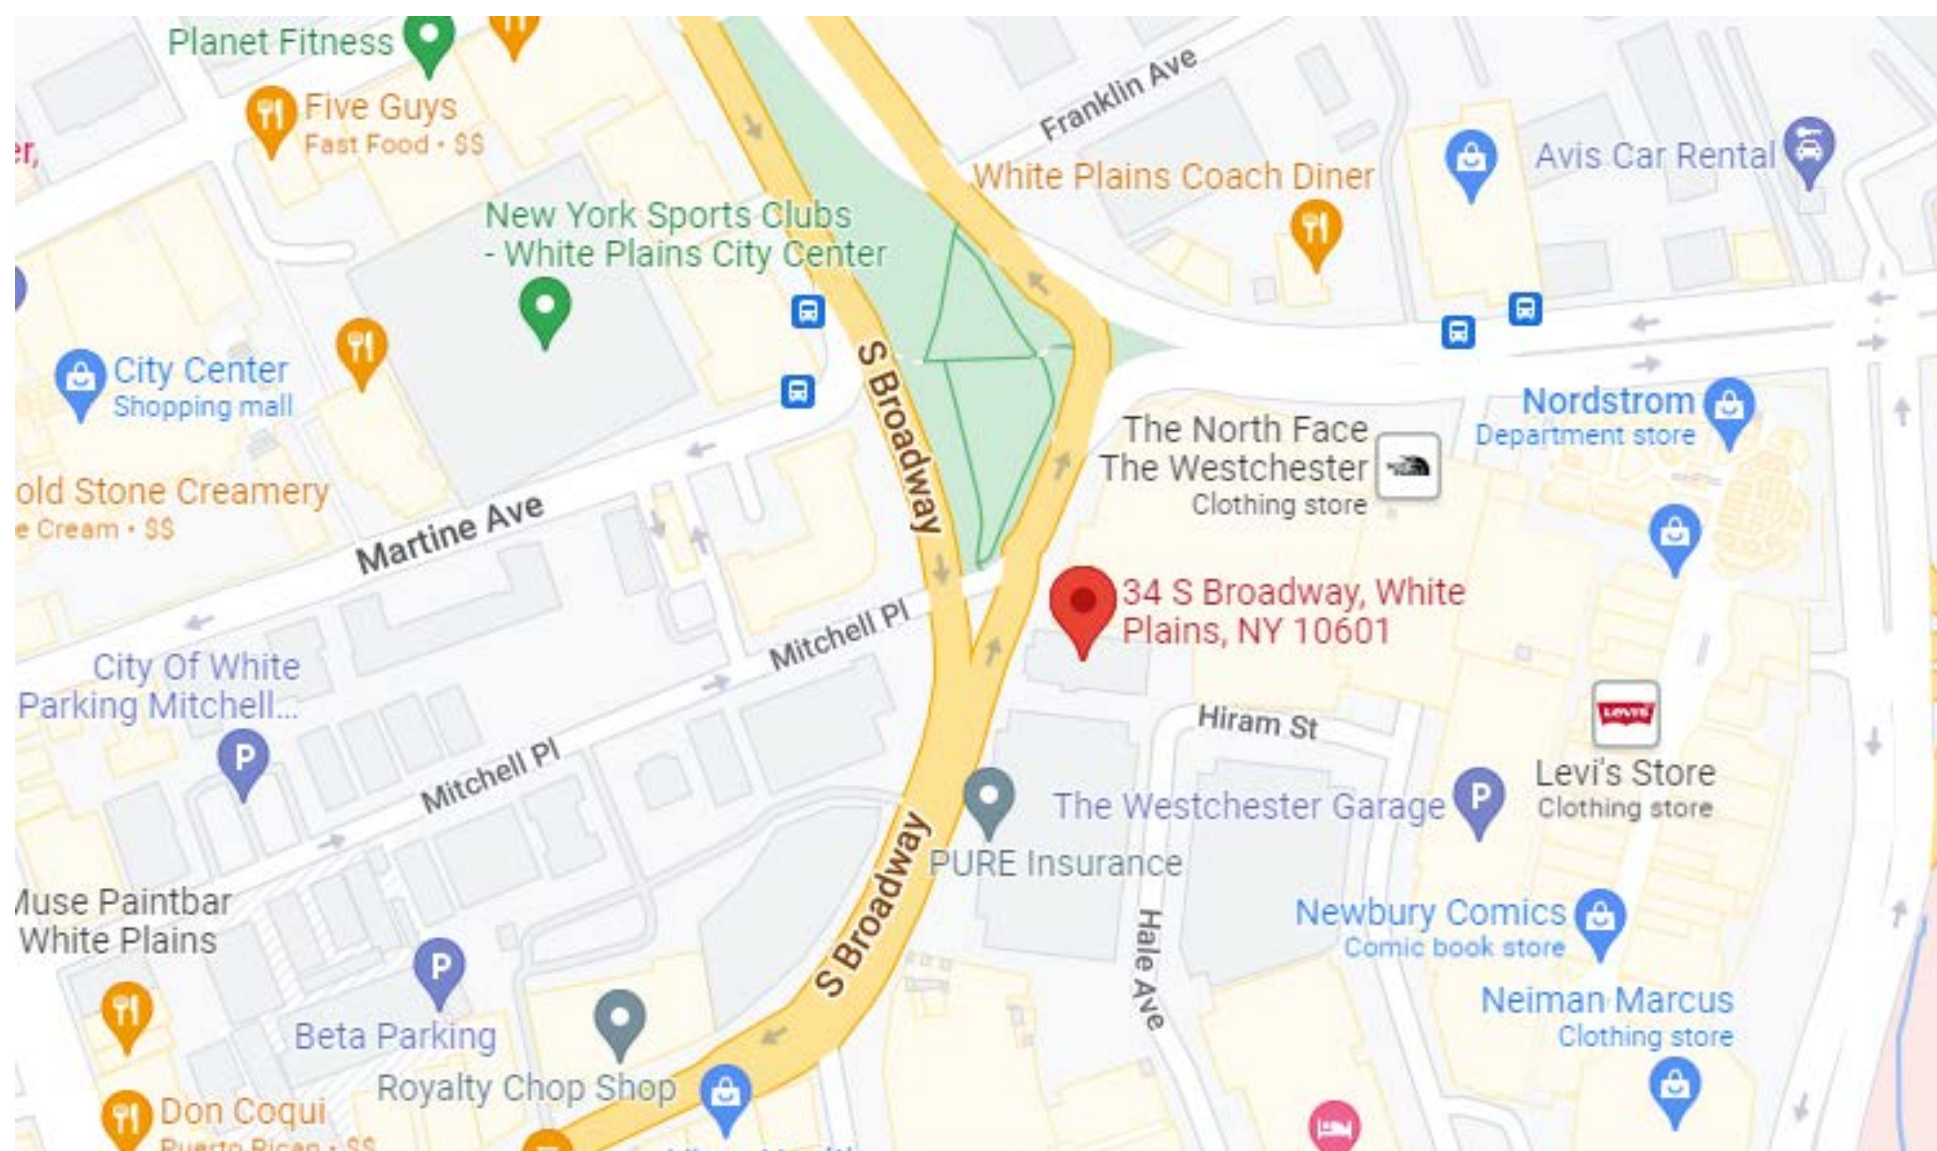 Planet Fitness
Five Guys
Fast Food • $$
er,
Franklin Ave
White Plains Coach Diner
Avis Car Rental
New York Sports Clubs
- White Plains City Center
City Center
Shopping mall
S Broadway
Nordstrom
Department store
The North Face
The Westchester
Clothing store
old Stone Creamery
e Cream • $$
Martine Ave
34 S Broadway, White
Plains, NY 10601
Mitchell Pl
City Of White
Parking Mitchell...
P
Hiram St
LEVI'S
Levi's Store
Clothing store
Mitchell Pl
The Westchester Garage
P
PURE Insurance
S Broadway
Muse Paintbar
White Plains
Hale Ave
Newbury Comics
Comic book store
P
Beta Parking
Neiman Marcus
Clothing store
Royalty Chop Shop
Don Coqui
Puerto Rican • $$